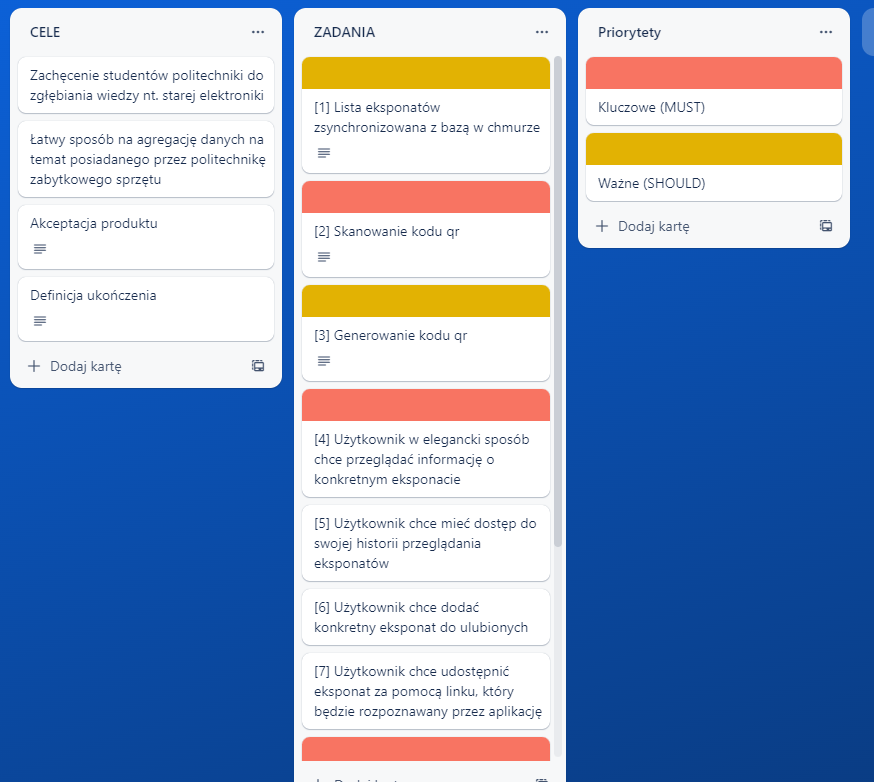 CELE
Zachęcenie studentów politechniki do
zgłębiania wiedzy nt. starej elektroniki
Łatwy sposób na agregację danych na
temat posiadanego przez politechnikę
zabytkowego sprzętu
Akceptacja produktu
Definicja ukończenia
Dodaj kartę
ZADANIA
[1] Lista eksponatów
zsynchronizowana z bazą w chmurze
[2] Skanowanie kodu qr
[3] Generowanie kodu qr
[4] Użytkownik w elegancki sposób
chce przeglądać informację o
konkretnym eksponacie
[5] Użytkownik chce mieć dostęp do
swojej historii przeglądania
eksponatów
[6] Użytkownik chce dodać
konkretny eksponat do ulubionych
[7] Użytkownik chce udostępnić
eksponat za pomocą linku, który
będzie rozpoznawany przez aplikację
Priorytety
Kluczowe (MUST)
Ważne (SHOULD)
Dodaj kartę